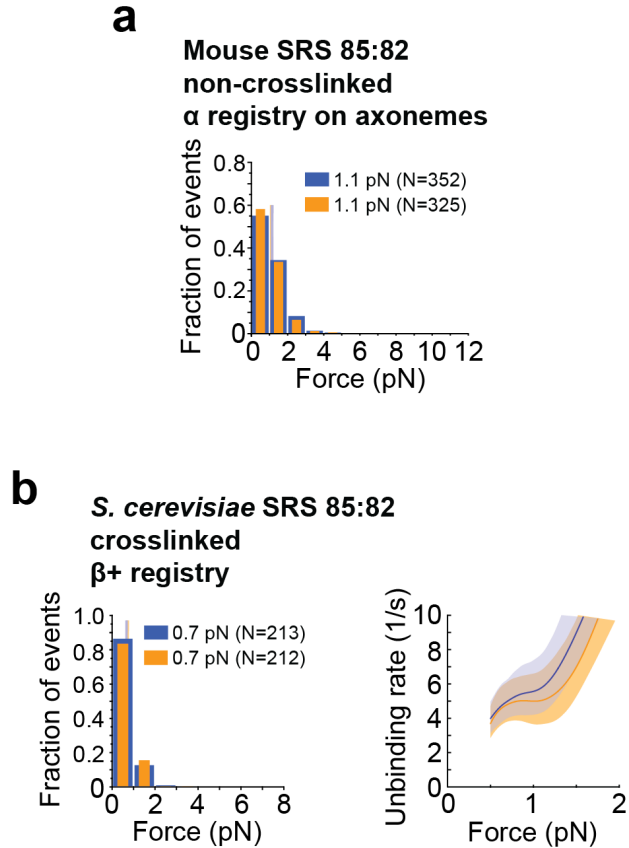 a
Mouse SRS 85:82
non-crosslinked
α registry on axonemes
Fraction of events
0.8
0.6
0.4
0.2
0
1.1 pN (N=352)
1.1 pN (N=325)
0 2 4 6 8 10 12
Force (pN)
b
S. cerevisiae SRS 85:82
crosslinked
β+ registry
Fraction of events
1.0
0.8
0.6
0.4
0.2
0
0.7 pN (N=213)
0.7 pN (N=212)
0 2 4 6 8
Force (pN)
Unbinding rate (1/s)
10
8
6
4
2
0
0 1 2
Force (pN)